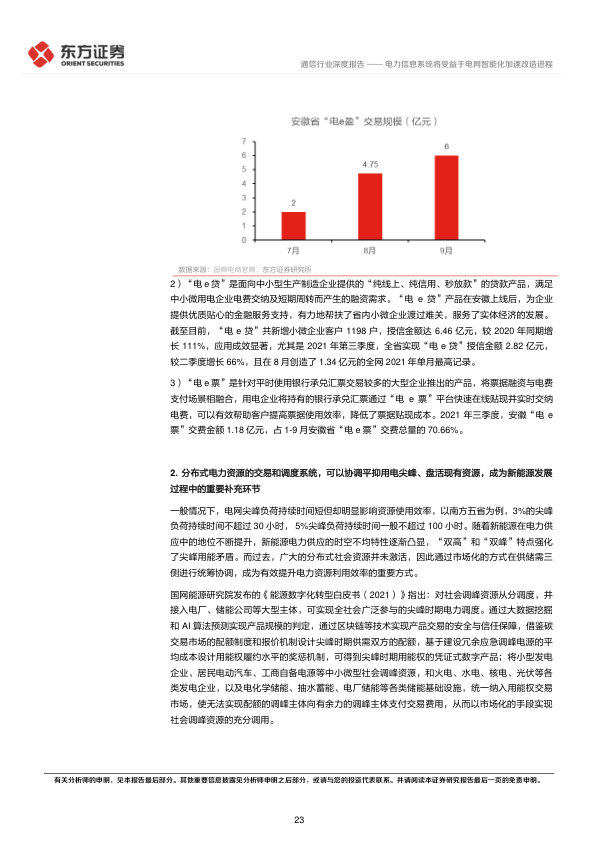 东方证券
ORIENT SECURITIES
通信行业深度报告 —— 电力信息系统将受益于电网智能化加速改造进程
安徽省“电e盈”交易规模（亿元）
7
6
5
4
3
2
1
0
2
4.75
6
7月
8月
9月
数据来源：国网电商官网，东方证券研究所
2）“电 e 贷”是面向中小型生产制造企业提供的“纯线上、纯信用、秒放款”的贷款产品，满足
中小微用电企业电费交纳及短期周转而产生的融资需求。“电 e 贷”产品在安徽上线后，为企业
提供优质贴心的金融服务支持，有力地帮扶了省内小微企业渡过难关，服务了实体经济的发展。
截至目前，“电 e 贷”共新增小微企业客户 1198 户，授信金额达 6.46 亿元，较 2020 年同期增
长 111%，应用成效显著，尤其是 2021 年第三季度，全省实现“电 e 贷”授信金额 2.82 亿元，
较二季度增长 66%，且在 8 月创造了 1.34 亿元的全网 2021 年单月最高记录。
3）“电 e 票”是针对平时使用银行承兑汇票交易较多的大型企业推出的产品，将票据融资与电费
支付场景相融合，用电企业将持有的银行承兑汇票通过“电 e 票”平台快速在线贴现并实时交纳
电费，可以有效帮助客户提高票据使用效率，降低了票据贴现成本。2021 年三季度，安徽“电 e
票”交费金额 1.18 亿元，占 1-9 月安徽省“电 e 票”交费总量的 70.66%。
2. 分布式电力资源的交易和调度系统，可以协调平抑用电尖峰、盘活现有资源，成为新能源发展
过程中的重要补充环节
一般情况下，电网尖峰负荷持续时间短但却明显影响资源使用效率，以南方五省为例，3%的尖峰
负荷持续时间不超过 30 小时， 5%尖峰负荷持续时间一般不超过 100 小时。随着新能源在电力供
应中的地位不断提升，新能源电力供应的时空不均特性逐渐凸显，“双高”和“双峰”特点强化
了尖峰用能矛盾。而过去，广大的分布式社会资源并未激活，因此通过市场化的方式在供储需三
侧进行统筹协调，成为有效提升电力资源利用效率的重要方式。
国网能源研究院发布的《能源数字化转型白皮书（2021）》指出：对社会调峰资源从分调度，并
接入电厂、储能公司等大型主体，可实现全社会广泛参与的尖峰时期电力调度。通过大数据挖掘
和 AI 算法预测实现产品规模的判定，通过区块链等技术实现产品交易的安全与信任保障，借鉴碳
交易市场的配额制度和报价机制设计尖峰时期供需双方的配额，基于建设冗余应急调峰电源的平
均成本设计用能权履约水平的奖惩机制，可得到尖峰时期用能权的凭证式数字产品；将小型发电
企业、居民电动汽车、工商自备电源等中小微型社会调峰资源，和火电、水电、核电、光伏等各
类发电企业，以及电化学储能、抽水蓄能、电厂储能等各类储能基础设施，统一纳入用能权交易
市场，使无法实现配额的调峰主体向有余力的调峰主体支付交易费用，从而以市场化的手段实现
社会调峰资源的充分调用。
有关分析师的申明，见本报告最后部分。其他重要信息披露见分析师申明之后部分，或请与您的投资代表联系。并请阅读本证券研究报告最后一页的免责申明。
23